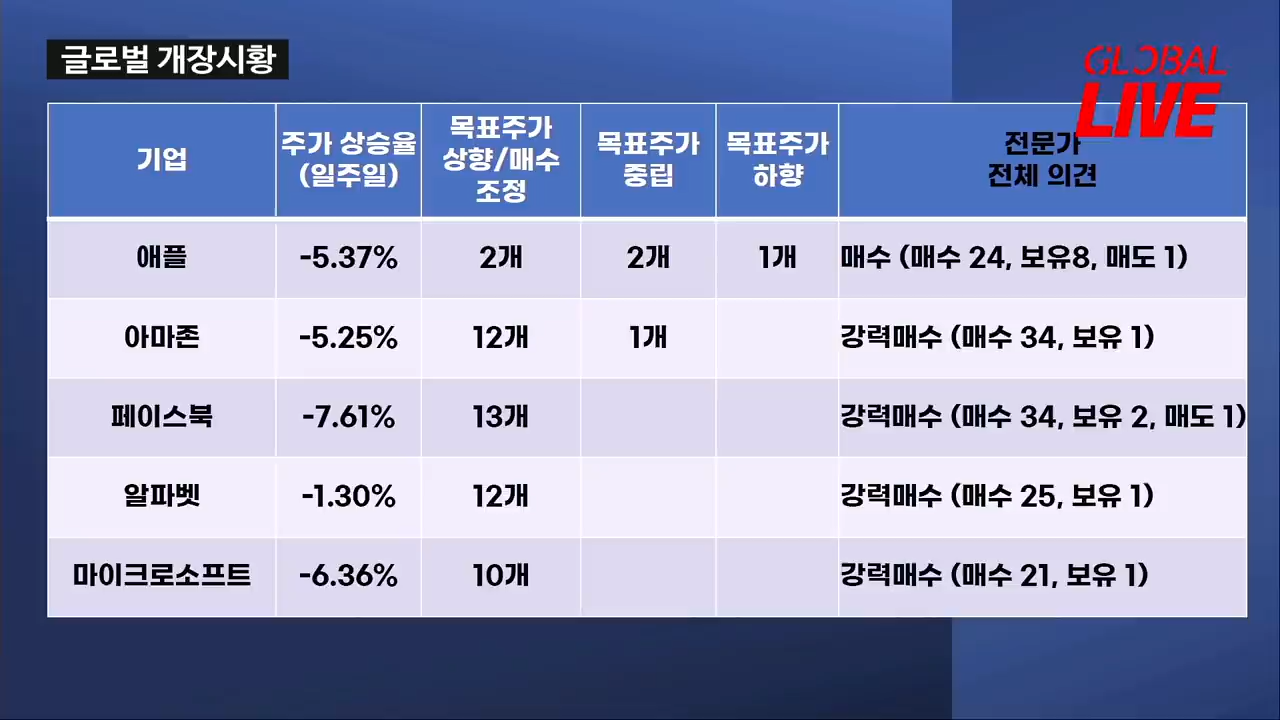 글로벌 개장시황
GLOBAL
LIVE
기업
주가 상승율
(일주일)
목표주가
상향/매수
조정
목표주가
중립
목표주가
하향
전문가
전체 의견
애플 -5.37% 2개 2개 1개 매수 (매수 24, 보유8, 매도 1)
아마존 -5.25% 12개 1개 강력매수 (매수 34, 보유 1)
페이스북 -7.61% 13개 강력매수 (매수 34, 보유 2, 매도 1)
알파벳 -1.30% 12개 강력매수 (매수 25, 보유 1)
마이크로소프트 -6.36% 10개 강력매수 (매수 21, 보유 1)